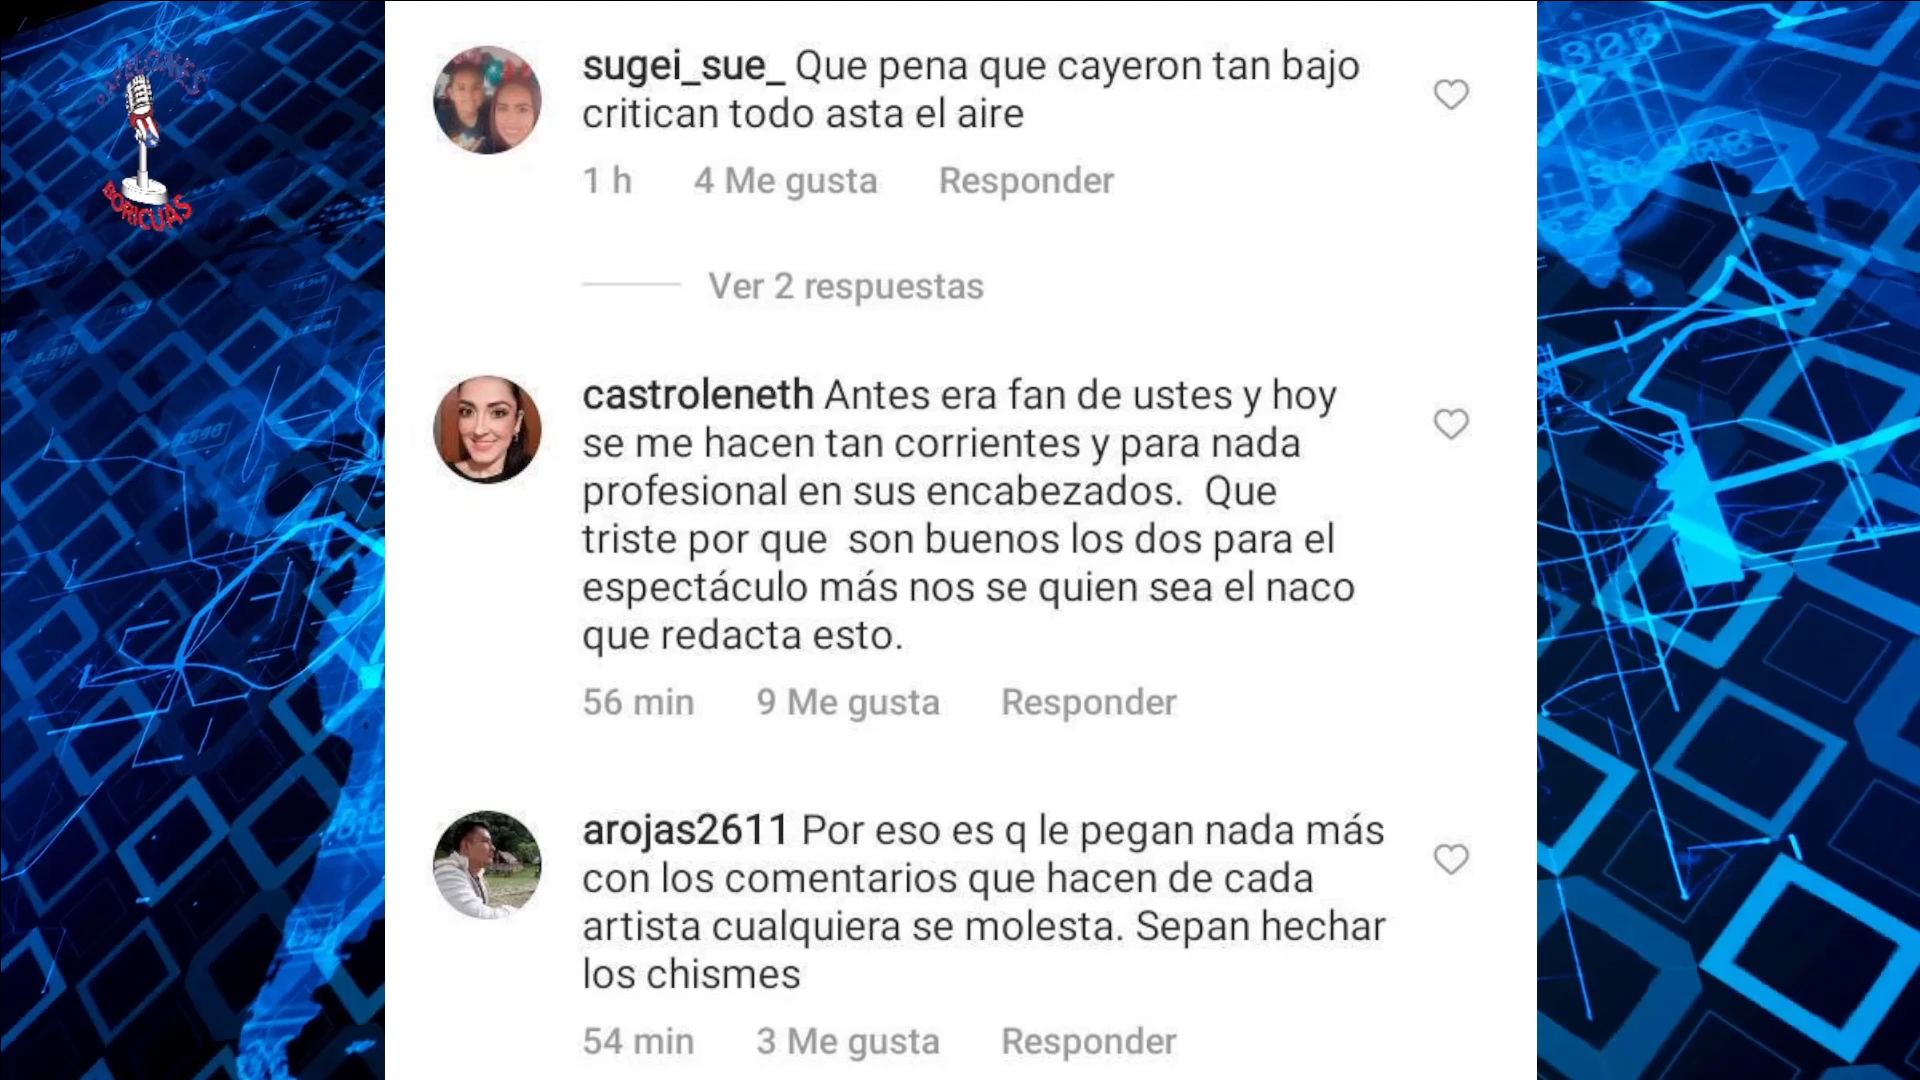 BORICUAS
sugei_sue_ Que pena que cayeron tan bajo
critican todo asta el aire
1 h 4 Me gusta Responder
Ver 2 respuestas
castroleneth Antes era fan de ustes y hoy
se me hacen tan corrientes y para nada
profesional en sus encabezados. Que
triste por que son buenos los dos para el
espectáculo más nos se quien sea el naco
que redacta esto.
56 min 9 Me gusta Responder
arojas2611 Por eso es q le pegan nada más
con los comentarios que hacen de cada
artista cualquiera se molesta. Sepan hechar
los chismes
54 min 3 Me gusta Responder